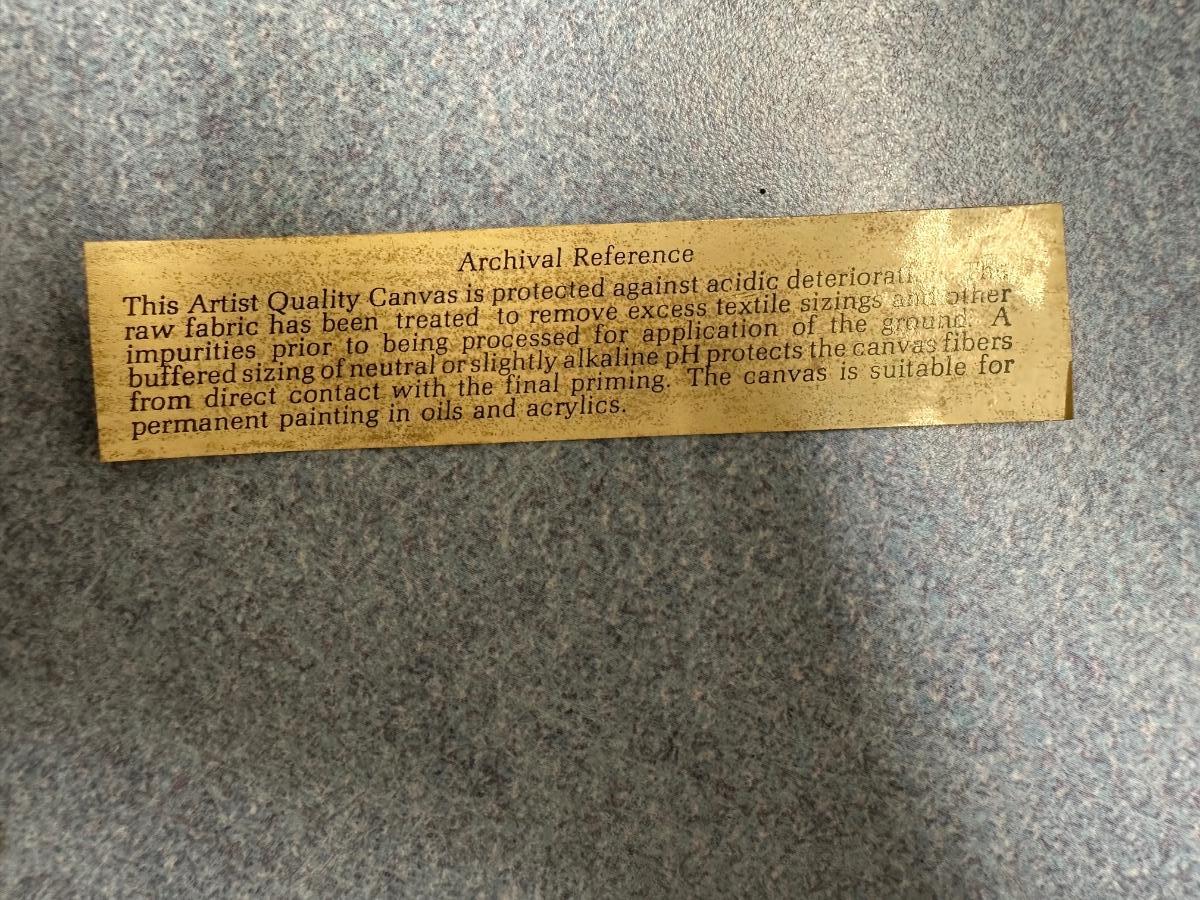 Archival Reference
This Artist Quality Canvas is protected against acidic deterioration. The
raw fabric has been treated to remove excess textile sizings and other
impurities prior to being processed for application of the ground. A
buffered sizing of neutral or slightly alkaline pH protects the canvas fibers
from direct contact with the final priming. The canvas is suitable for
permanent painting in oils and acrylics.